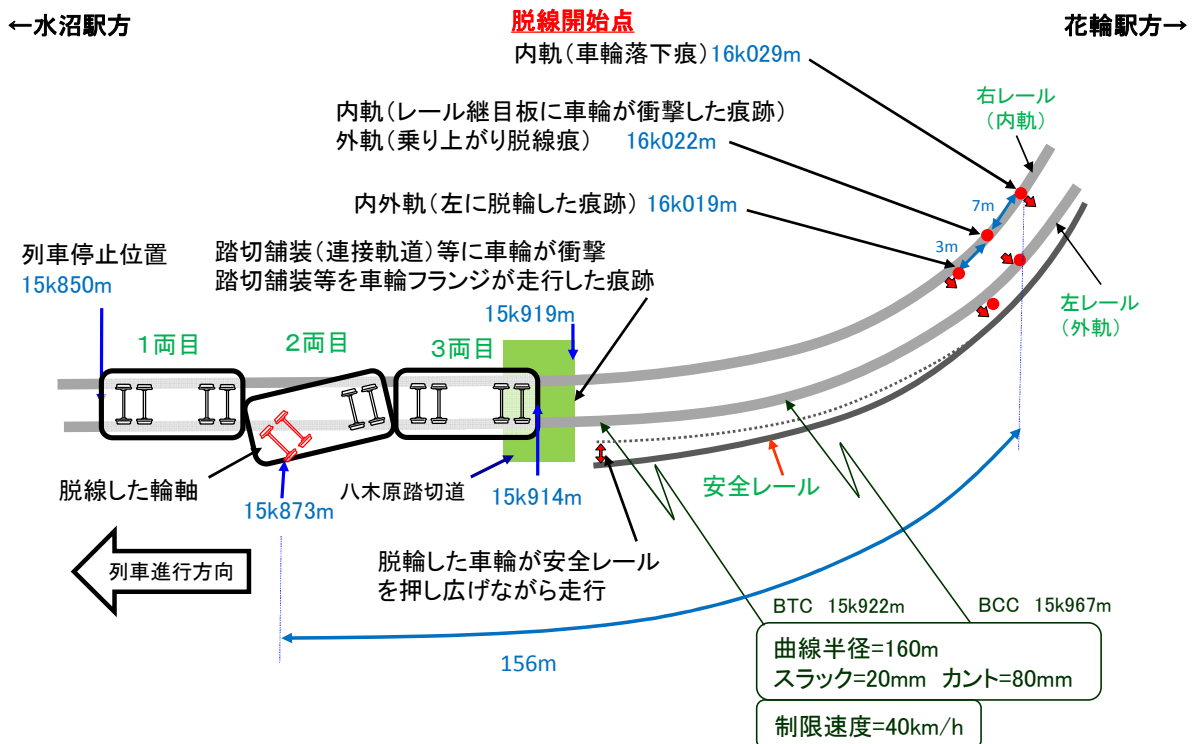 ←水沼駅方
脱線開始点
花輪駅方→
内軌（車輪落下痕）16k029m
右レール
（内軌）
内軌（レール継目板に車輪が衝撃した痕跡）
外軌（乗り上がり脱線痕）　16k022m
7m
内外軌（左に脱輪した痕跡）16k019m
3m
踏切舗装（連接軌道）等に車輪が衝撃
踏切舗装等を車輪フランジが走行した痕跡
列車停止位置
15k850m
15k919m
左レール
（外軌）
1両目
2両目
3両目
脱線した輪軸
八木原踏切道
15k914m
安全レール
15k873m
脱輪した車輪が安全レール
を押し広げながら走行
列車進行方向
BTC 15k922m
BCC 15k967m
156m
曲線半径=160m
スラック=20mm カント=80mm
制限速度=40km/h